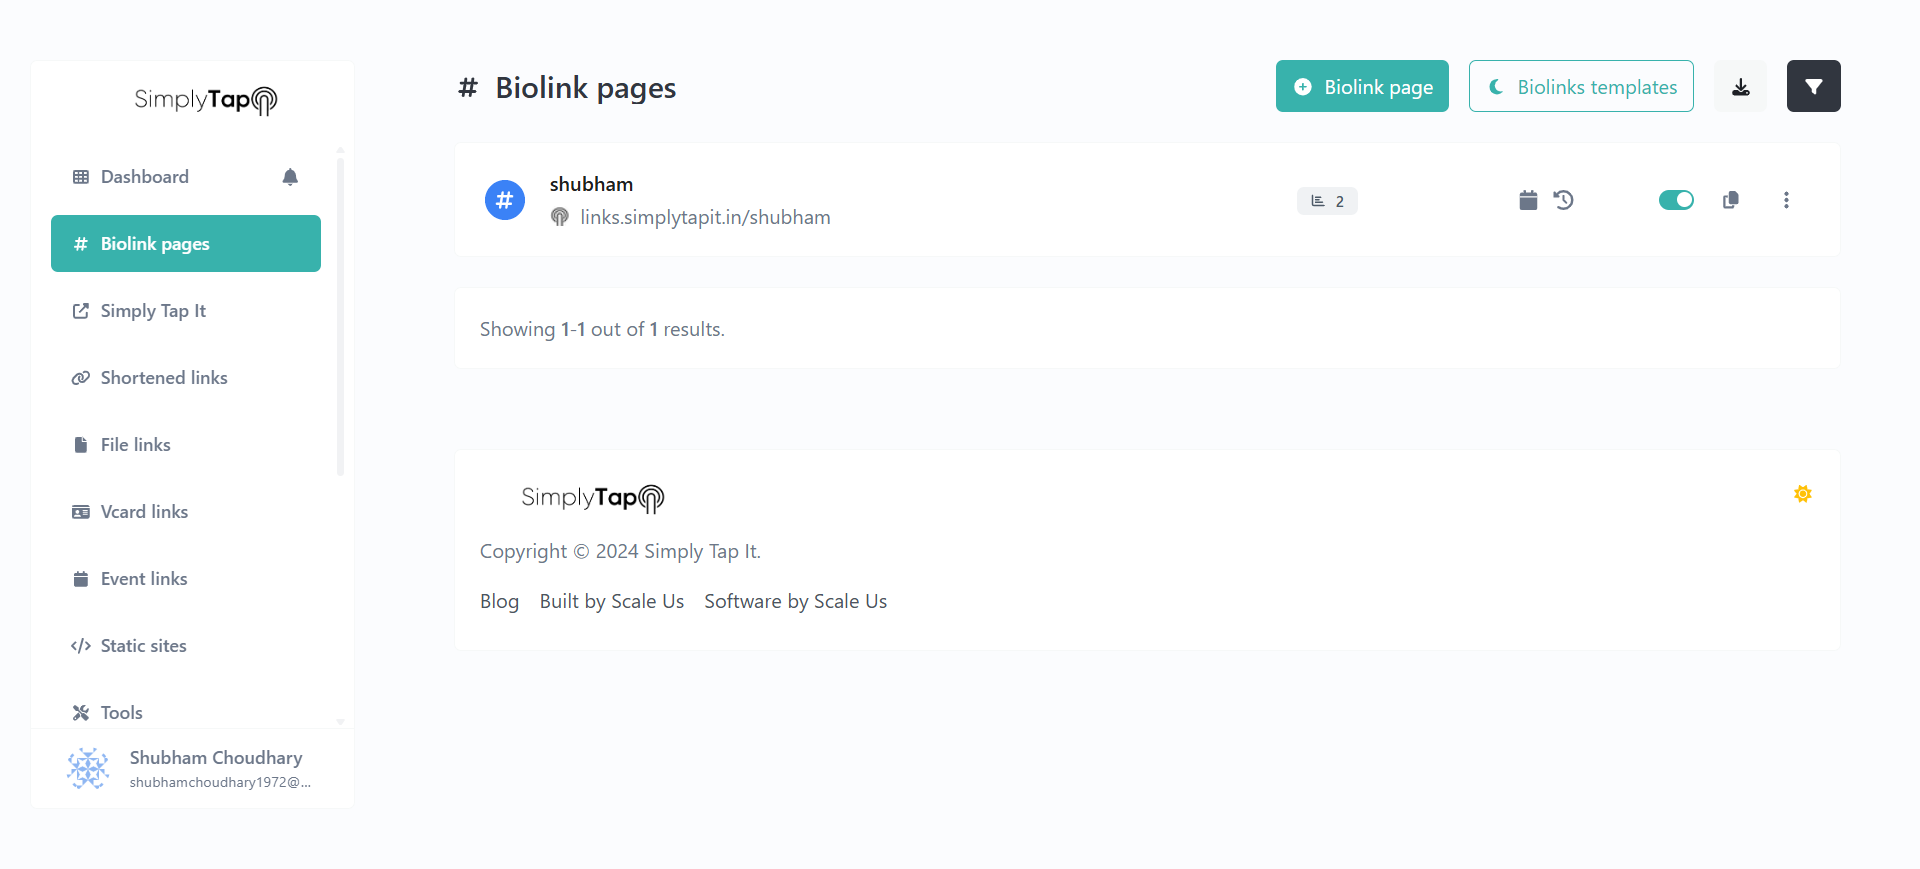 SimplyTap
Dashboard
Biolink pages
Simply Tap It
Shortened links
File links
Vcard links
Event links
Static sites
Tools
Shubham Choudhary
shubhamchoudhary1972@...
# Biolink pages
Biolink page
Biolinks templates
shubham
links.simplytapit.in/shubham
2
Showing 1-1 out of 1 results.
SimplyTap
Copyright © 2024 Simply Tap It.
Blog Built by Scale Us Software by Scale Us